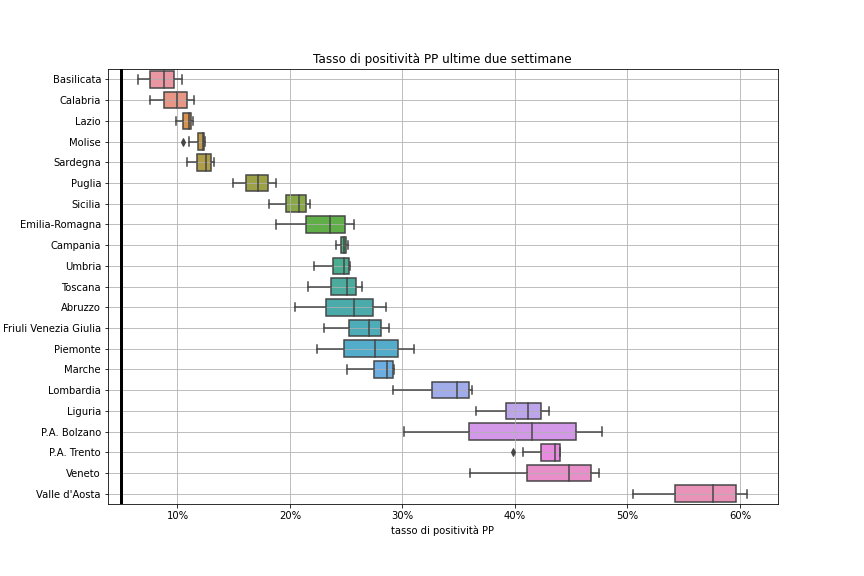 Tasso di positività PP ultime due settimane
Basilicata
Calabria
Lazio
Molise
Sardegna
Puglia
Sicilia
Emilia-Romagna
Campania
Umbria
Toscana
Abruzzo
Friuli Venezia Giulia
Piemonte
Marche
Lombardia
Liguria
P.A. Bolzano
P.A. Trento
Veneto
Valle d'Aosta
10% 20% 30% 40% 50% 60%
tasso di positività PP